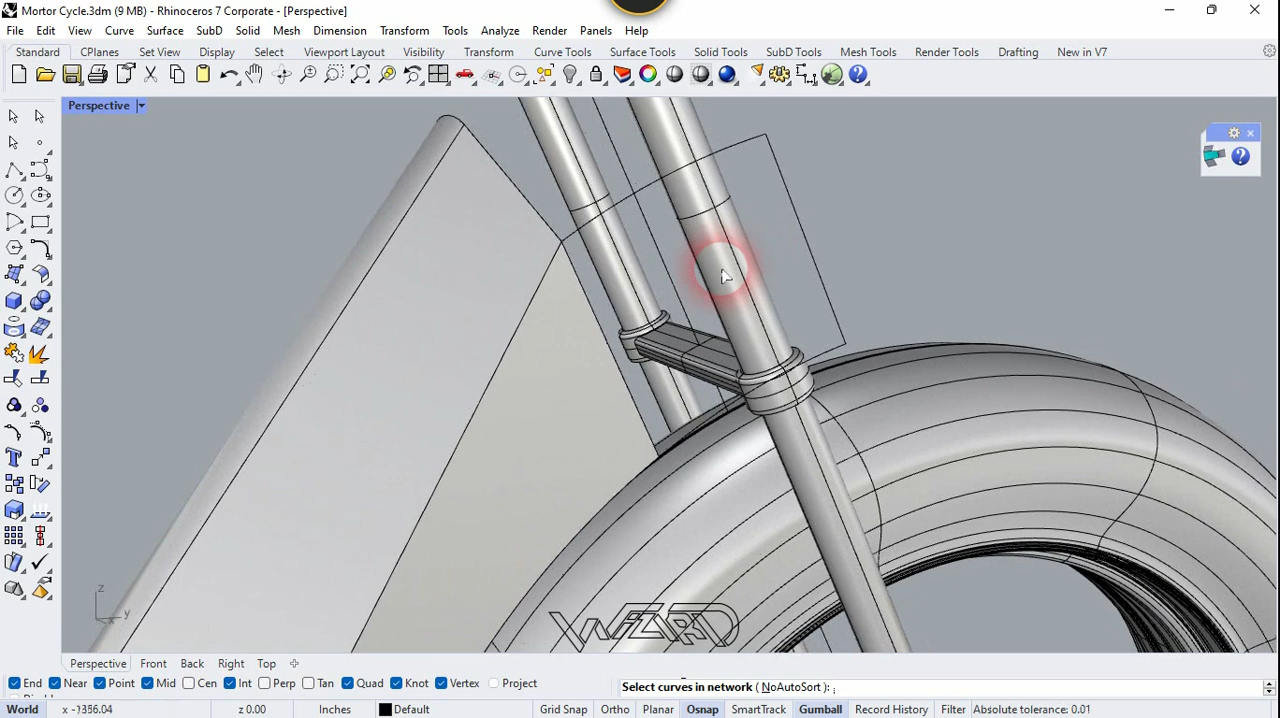 Mortor Cycle.3dm (9 MB) - Rhinoceros 7 Corporate - [Perspective]
File Edit View Curve Surface Solid SubD Mesh Dimension Transform Tools Analyze Render Panels Help
Standard CPlanes Set View Display Select Viewport Layout Visibility Transform Curve Tools Surface Tools Solid Tools SubD Tools Mesh Tools Render Tools Drafting New in V7
Perspective
z
y
x
WIZARD
Perspective Front Back Right Top
End Near Point Mid Cen Int Perp Tan Quad Knot Vertex Project
Select curves in network ( NoAutoSort ):
World x -1356.04 z 0.00 Inches Default Grid Snap Ortho Planar Osnap SmartTrack Gumball Record History Filter Absolute tolerance: 0.01